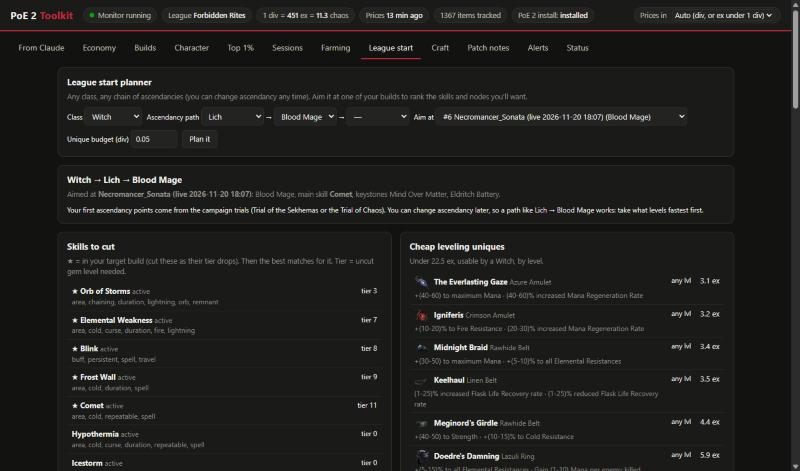 PoE 2 Toolkit
Monitor running
League Forbidden Rites
1 div = 451 ex = 11.3 chaos
Prices 13 min ago
1367 items tracked
PoE 2 install: installed
Prices in Auto (div, or ex under 1 div)
From Claude Economy Builds Character Top 1% Sessions Farming League start Craft Patch notes Alerts Status
League start planner
Any class, any chain of ascendancies (you can change ascendancy any time). Aim it at one of your builds to rank the skills and nodes you'll want.
Class Witch Ascendancy path Lich → Blood Mage → — Aim at #6 Necromancer_Sonata (live 2026-11-20 18:07) (Blood Mage)
Unique budget (div) 0.05 Plan it
Witch → Lich → Blood Mage
Aimed at Necromancer_Sonata (live 2026-11-20 18:07): Blood Mage, main skill Comet, keystones Mind Over Matter, Eldritch Battery.
Your first ascendancy points come from the campaign trials (Trial of the Sekhemas or the Trial of Chaos). You can change ascendancy later, so a path like Lich → Blood Mage works: take what levels fastest first.
Skills to cut
★ = in your target build (cut these as their tier drops). Then the best matches for it. Tier = uncut
gem level needed.
★ Orb of Storms active tier 3
area, chaining, duration, lightning, orb, remnant
★ Elemental Weakness active tier 7
area, cold, curse, duration, fire, lightning
★ Blink active tier 8
buff, persistent, spell, travel
★ Frost Wall active tier 9
area, cold, duration, spell
★ Comet active tier 11
area, cold, repeatable, spell
Hypothermia active tier 0
area, cold, curse, duration, repeatable, spell
Icestorm active tier 0
Cheap leveling uniques
Under 22.5 ex, usable by a Witch, by level.
The Everlasting Gaze Azure Amulet any lvl 3.1 ex
+(40-60) to maximum Mana · (40-60)% increased Mana Regeneration Rate
Igniferis Crimson Amulet any lvl 3.2 ex
+(10-20)% to Fire Resistance · (20-30)% increased Mana Regeneration Rate
Midnight Braid Rawhide Belt any lvl 3.4 ex
+(30-50) to maximum Mana · +(5-10)% to all Elemental Resistances
Keelhaul Linen Belt any lvl 3.5 ex
(1-25)% increased Flask Life Recovery rate · (1-25)% reduced Flask Life Recovery
rate
Meginord's Girdle Rawhide Belt any lvl 4.4 ex
+(40-50) to Strength · +(10-15)% to Cold Resistance
Doedre's Damning Lazuli Ring any lvl 5.9 ex